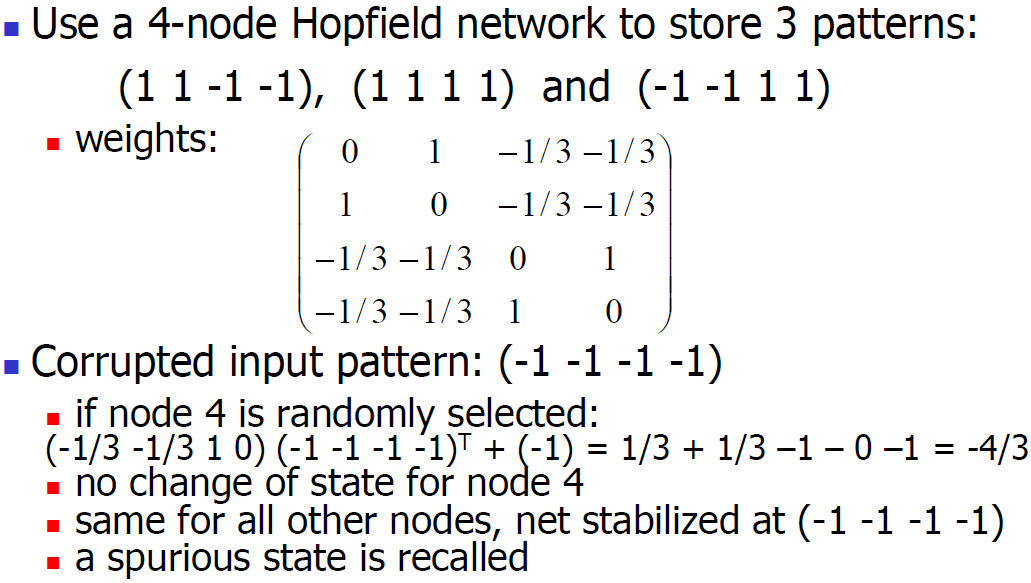 Use a 4-node Hopfield network to store 3 patterns:
(1 1 -1 -1), (1 1 1 1) and (-1 -1 1 1)
weights:
0 1 −1/3 −1/3
1 0 −1/3 −1/3
−1/3 −1/3 0 1
−1/3 −1/3 1 0
Corrupted input pattern: (-1 -1 -1 -1)
if node 4 is randomly selected:
(-1/3 -1/3 1 0) (-1 -1 -1 -1)ᵀ + (-1) = 1/3 + 1/3 –1 – 0 –1 = -4/3
no change of state for node 4
same for all other nodes, net stabilized at (-1 -1 -1 -1)
a spurious state is recalled